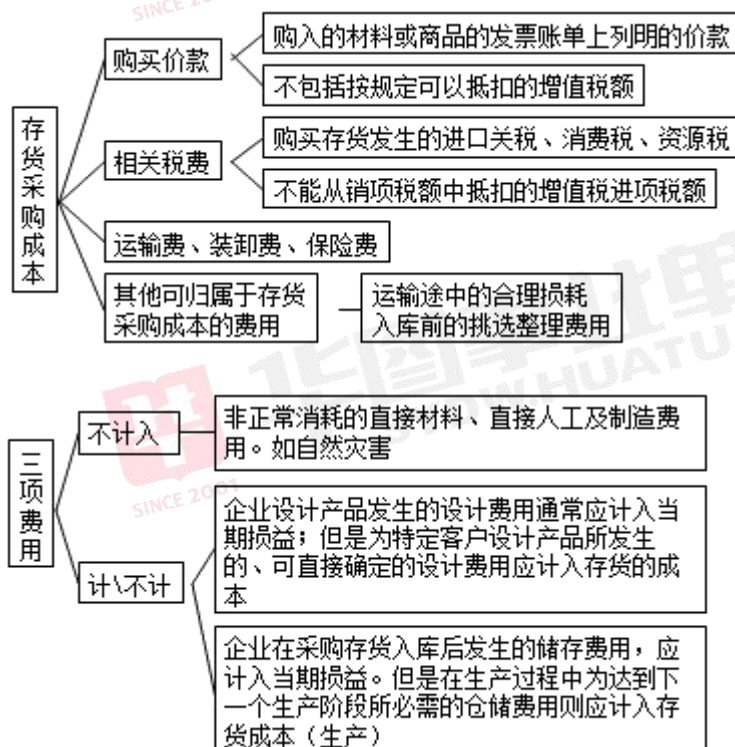 SINCE 2001
存货采购成本
购买价款
购入的材料或商品的发票账单上列明的价款
不包括按规定可以抵扣的增值税额
相关税费
购买存货发生的进口关税、消费税、资源税
不能从销项税额中抵扣的增值税进项税额
运输费、装卸费、保险费
其他可归属于存货
采购成本的费用
运输途中的合理损耗
入库前的挑选整理费用
三项费用
不计入
非正常消耗的直接材料、直接人工及制造费
用。如自然灾害
计\不计
企业设计产品发生的设计费用通常应计入当
期损益；但是为特定客户设计产品所发生
的、可直接确定的设计费用应计入存货的成
本
企业在采购存货入库后发生的储存费用，应
计入当期损益。但是在生产过程中为达到下
一个生产阶段所必需的仓储费用则应计入存
货成本（生产）
华图事业单
SINCE 2001